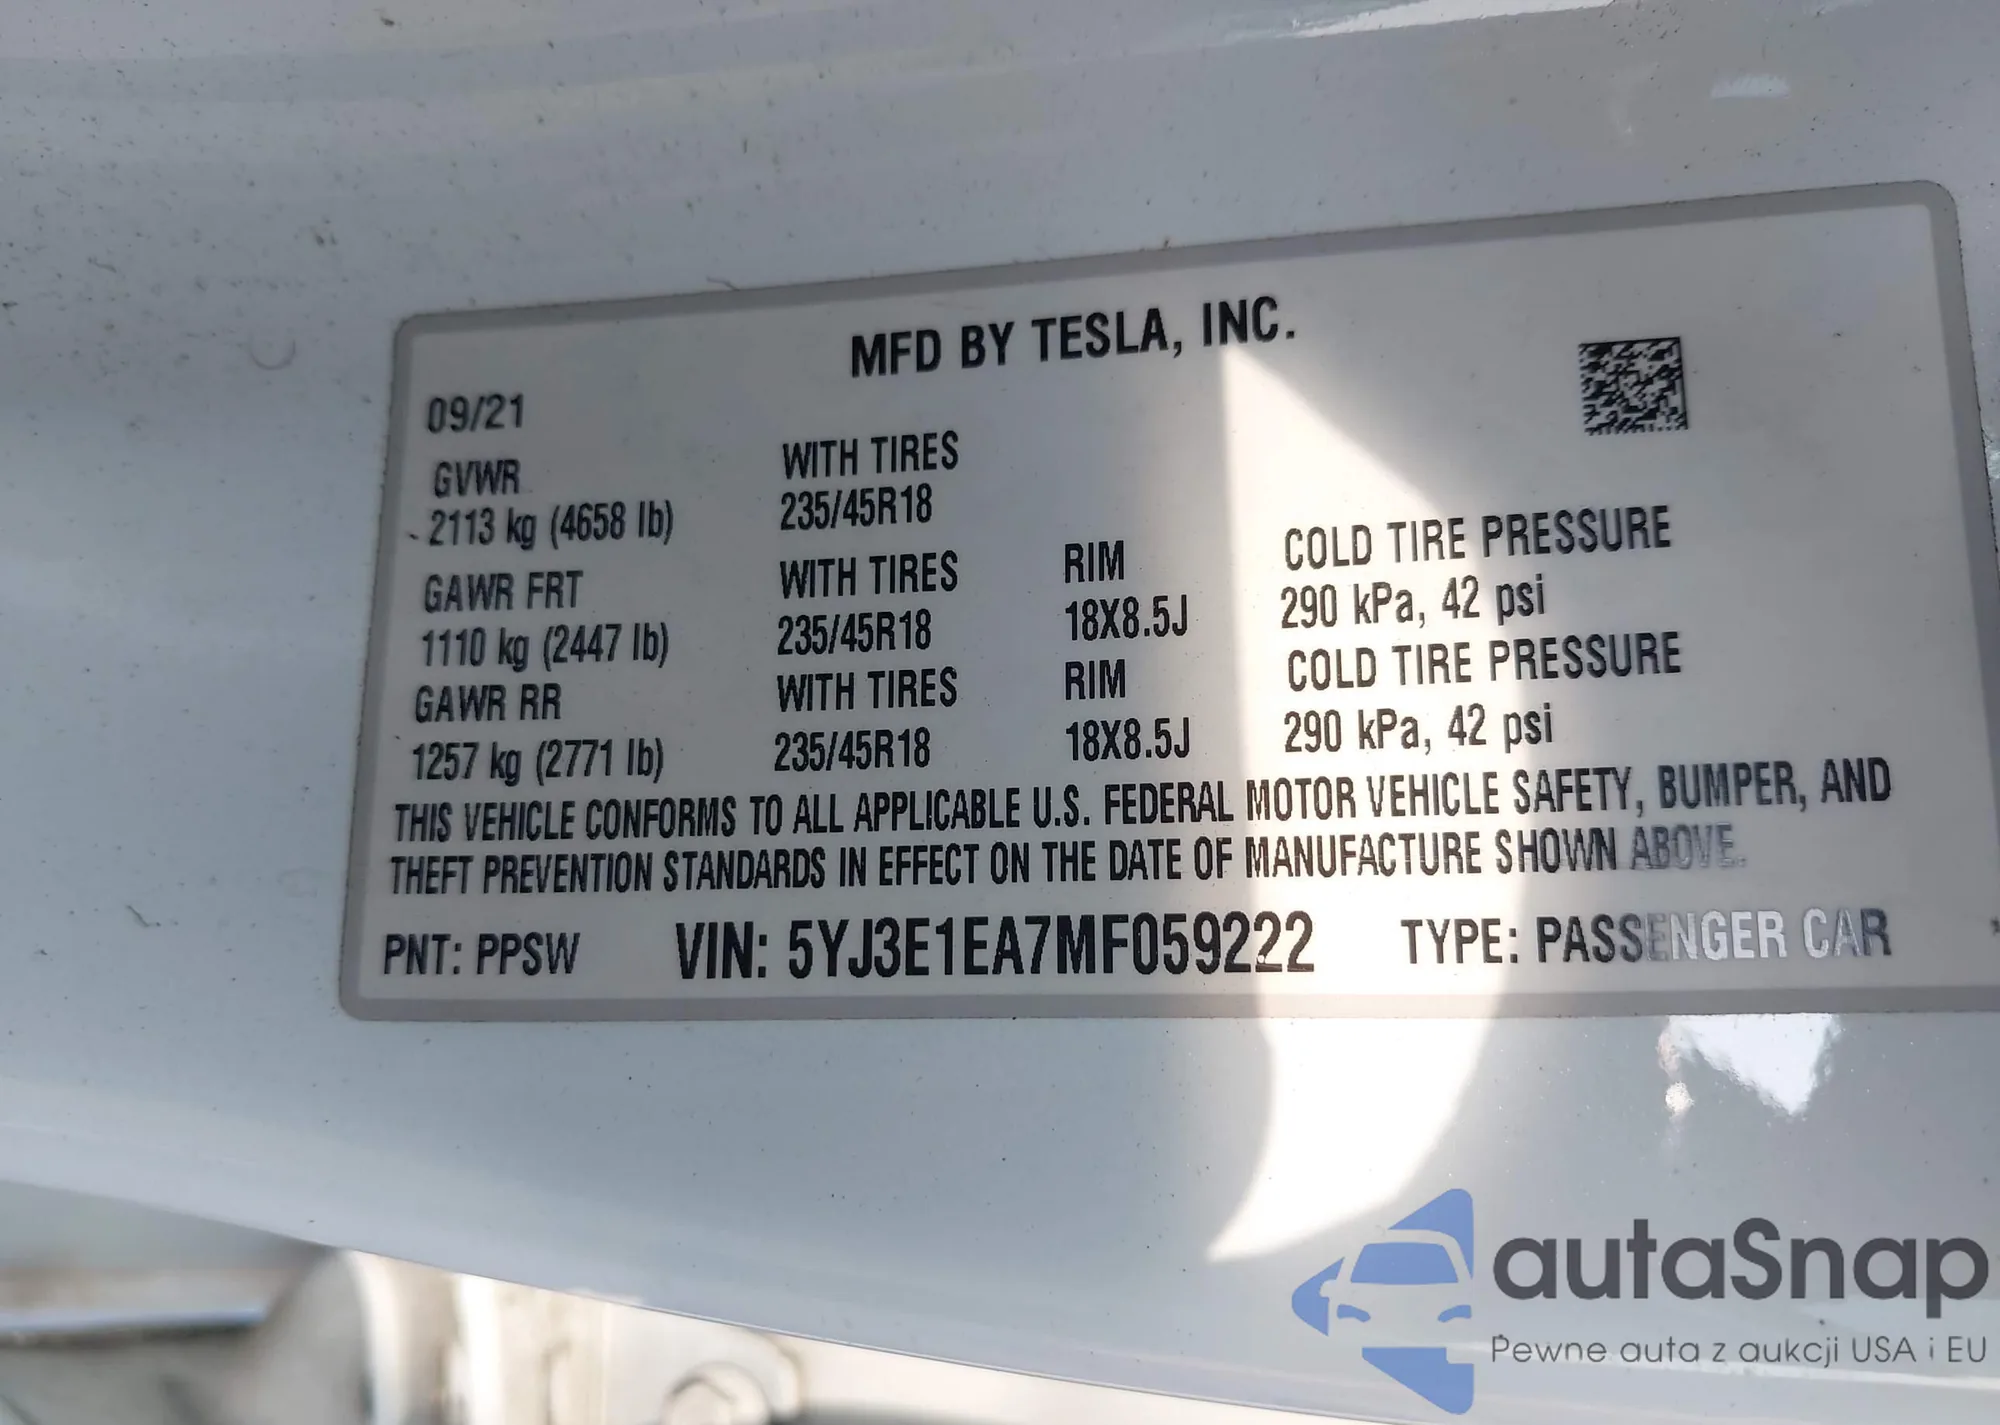 MFD BY TESLA, INC.
09/21
GVWR WITH TIRES
2113 kg (4658 lb) 235/45R18
GAWR FRT WITH TIRES RIM COLD TIRE PRESSURE
1110 kg (2447 lb) 235/45R18 18X8.5J 290 kPa, 42 psi
GAWR RR WITH TIRES RIM COLD TIRE PRESSURE
1257 kg (2771 lb) 235/45R18 18X8.5J 290 kPa, 42 psi
THIS VEHICLE CONFORMS TO ALL APPLICABLE U.S. FEDERAL MOTOR VEHICLE SAFETY, BUMPER, AND
THEFT PREVENTION STANDARDS IN EFFECT ON THE DATE OF MANUFACTURE SHOWN ABOVE.
PNT: PPSW VIN: 5YJ3E1EA7MF059222 TYPE: PASSENGER CAR
autaSnap
Pewne auta z aukcji USA i EU